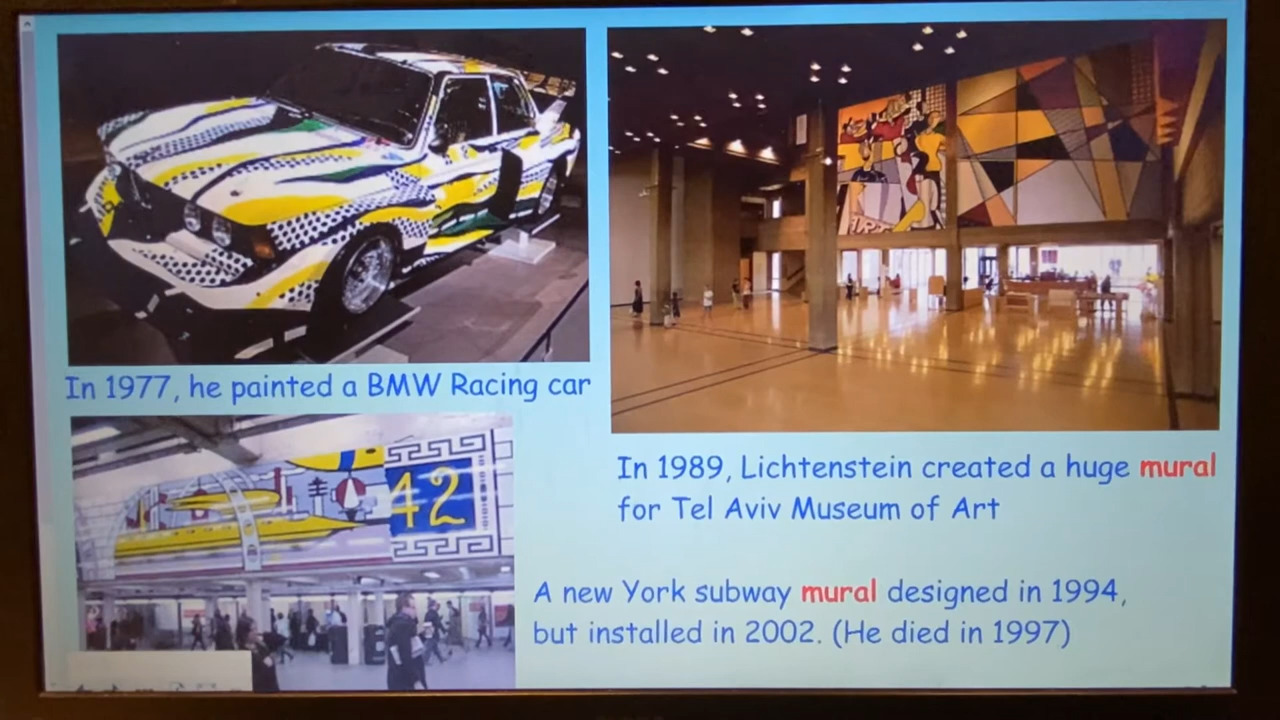 In 1977, he painted a BMW Racing car
42
In 1989, Lichtenstein created a huge mural
for Tel Aviv Museum of Art
A new York subway mural designed in 1994,
but installed in 2002. (He died in 1997)